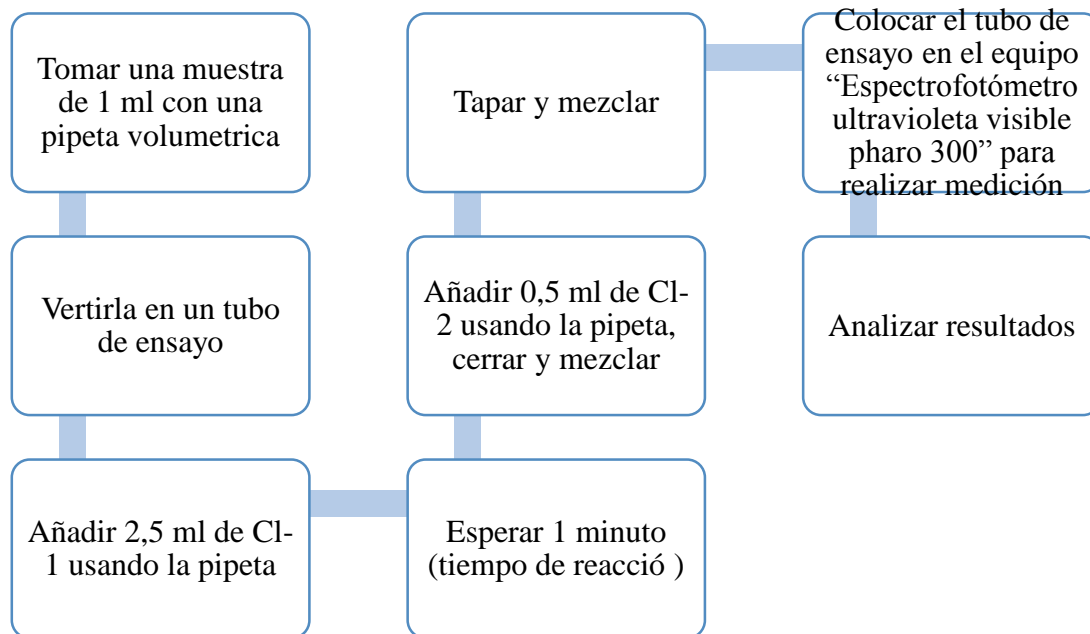 Tomar una muestra
de 1 ml con una
pipeta volumetrica
Vertirla en un tubo
de ensayo
Añadir 2,5 ml de Cl-
1 usando la pipeta
Esperar 1 minuto
(tiempo de reacció )
Añadir 0,5 ml de Cl-
2 usando la pipeta,
cerrar y mezclar
Tapar y mezclar
Colocar el tubo de
ensayo en el equipo
“Espectrofotómetro
ultravioleta visible
pharo 300” para
realizar medición
Analizar resultados